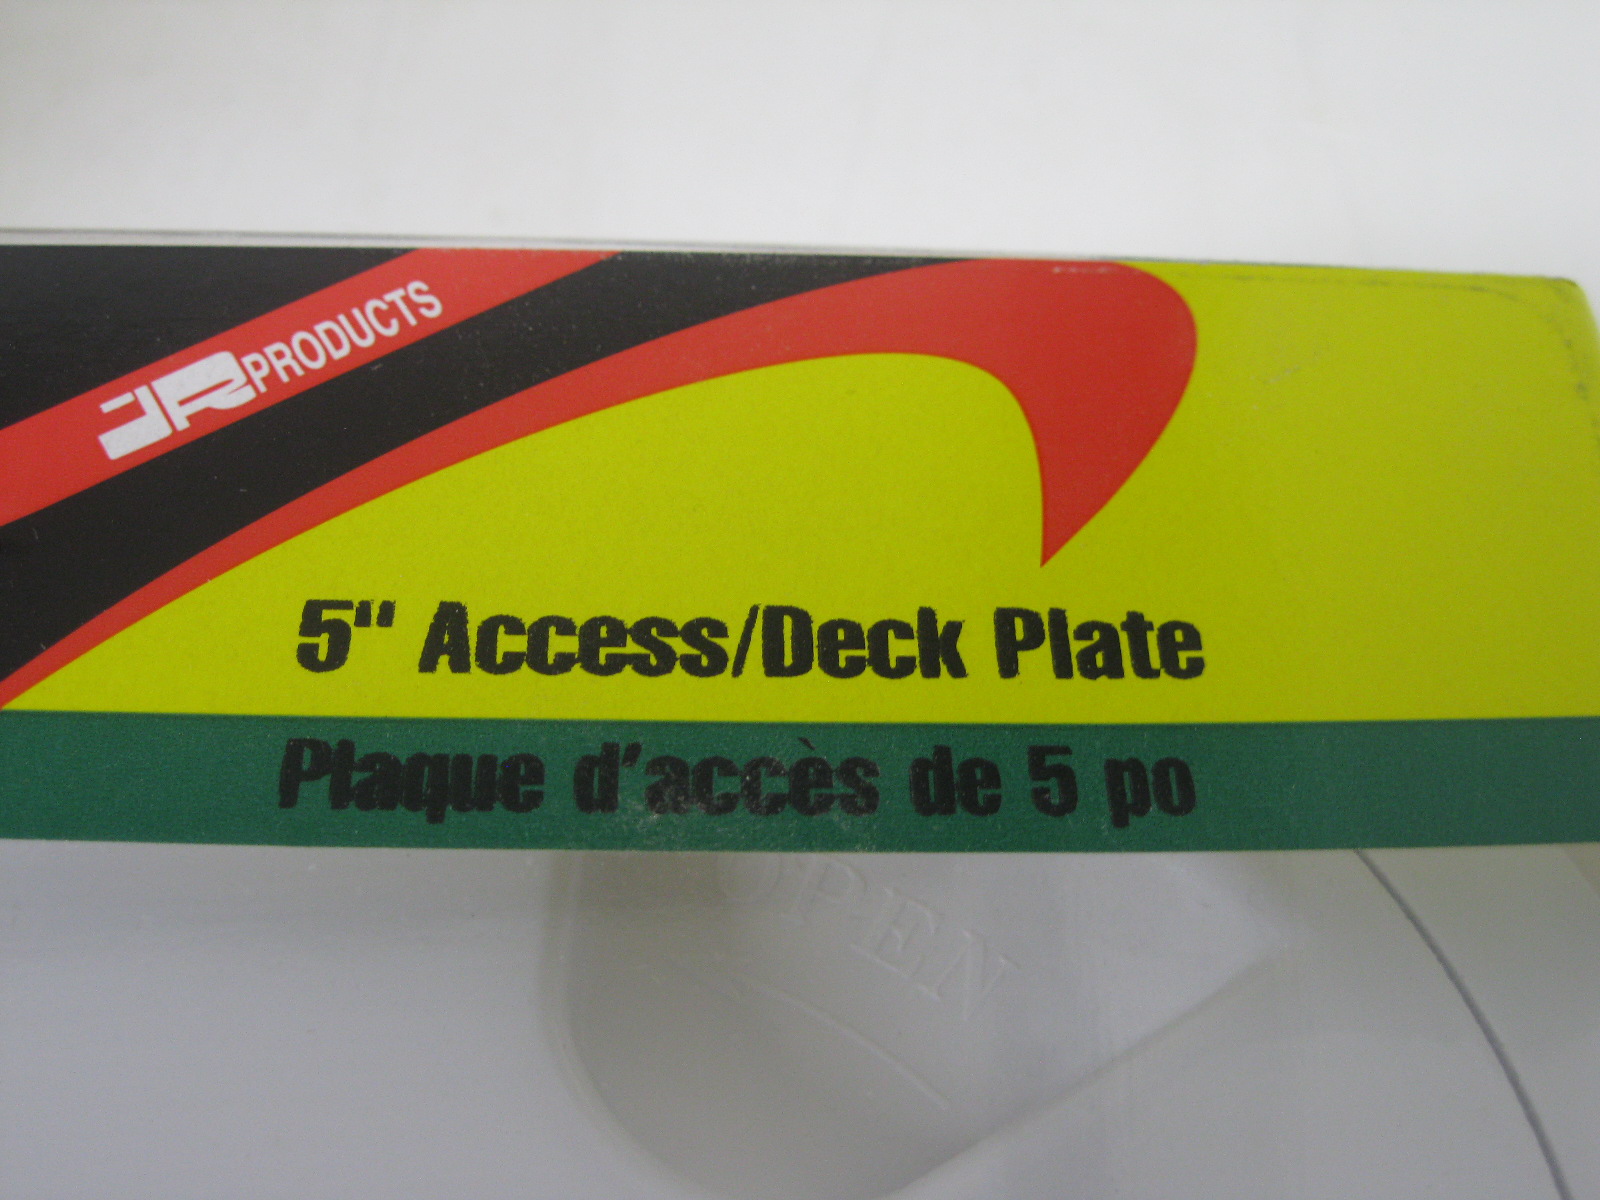 JR PRODUCTS
5" Access/Deck Plate
Plaque d'accès de 5 po
OPEN